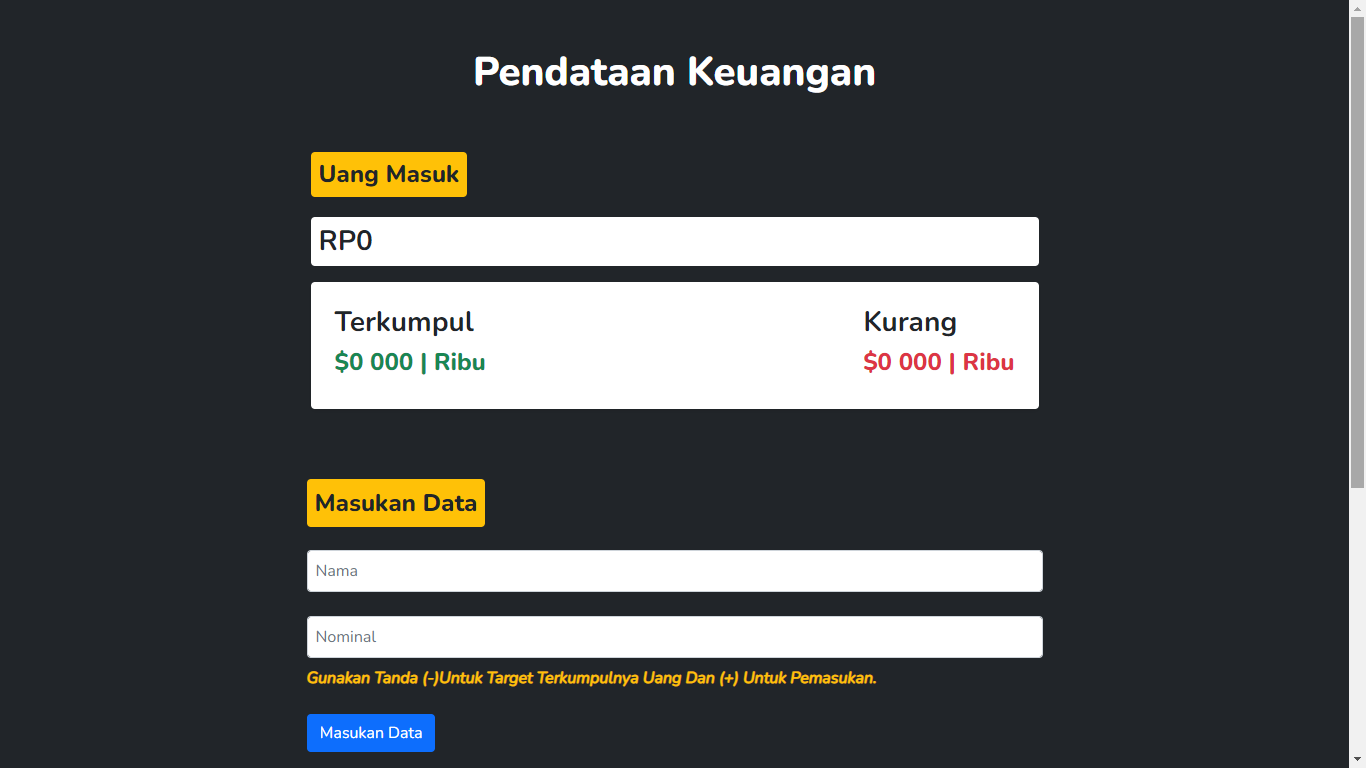 Pendataan Keuangan
Uang Masuk
RP0
Terkumpul
Kurang
$0 000 | Ribu
$0 000 | Ribu
Masukan Data
Nama
Nominal
Gunakan Tanda (-)Untuk Target Terkumpulnya Uang Dan (+) Untuk Pemasukan.
Masukan Data